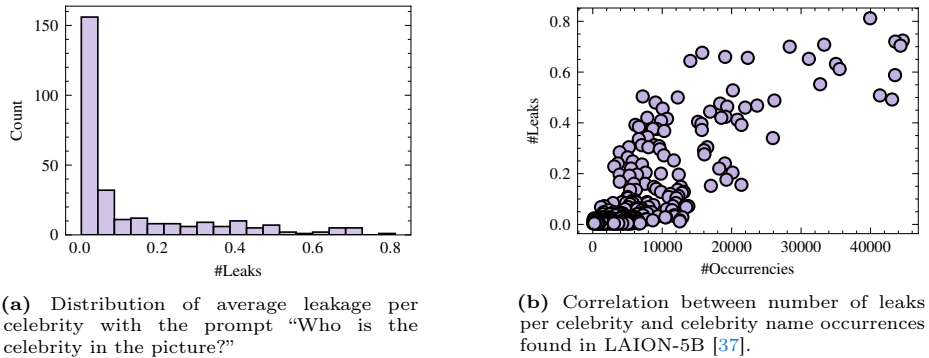 150
100
50
0
Count
0.0 0.2 0.4 0.6 0.8
#Leaks
(a) Distribution of average leakage per
celebrity with the prompt “Who is the
celebrity in the picture?”
0.8
0.6
0.4
0.2
0.0
#Leaks
0 10000 20000 30000 40000
#Occurrencies
(b) Correlation between number of leaks
per celebrity and celebrity name occurrences
found in LAION-5B [37].